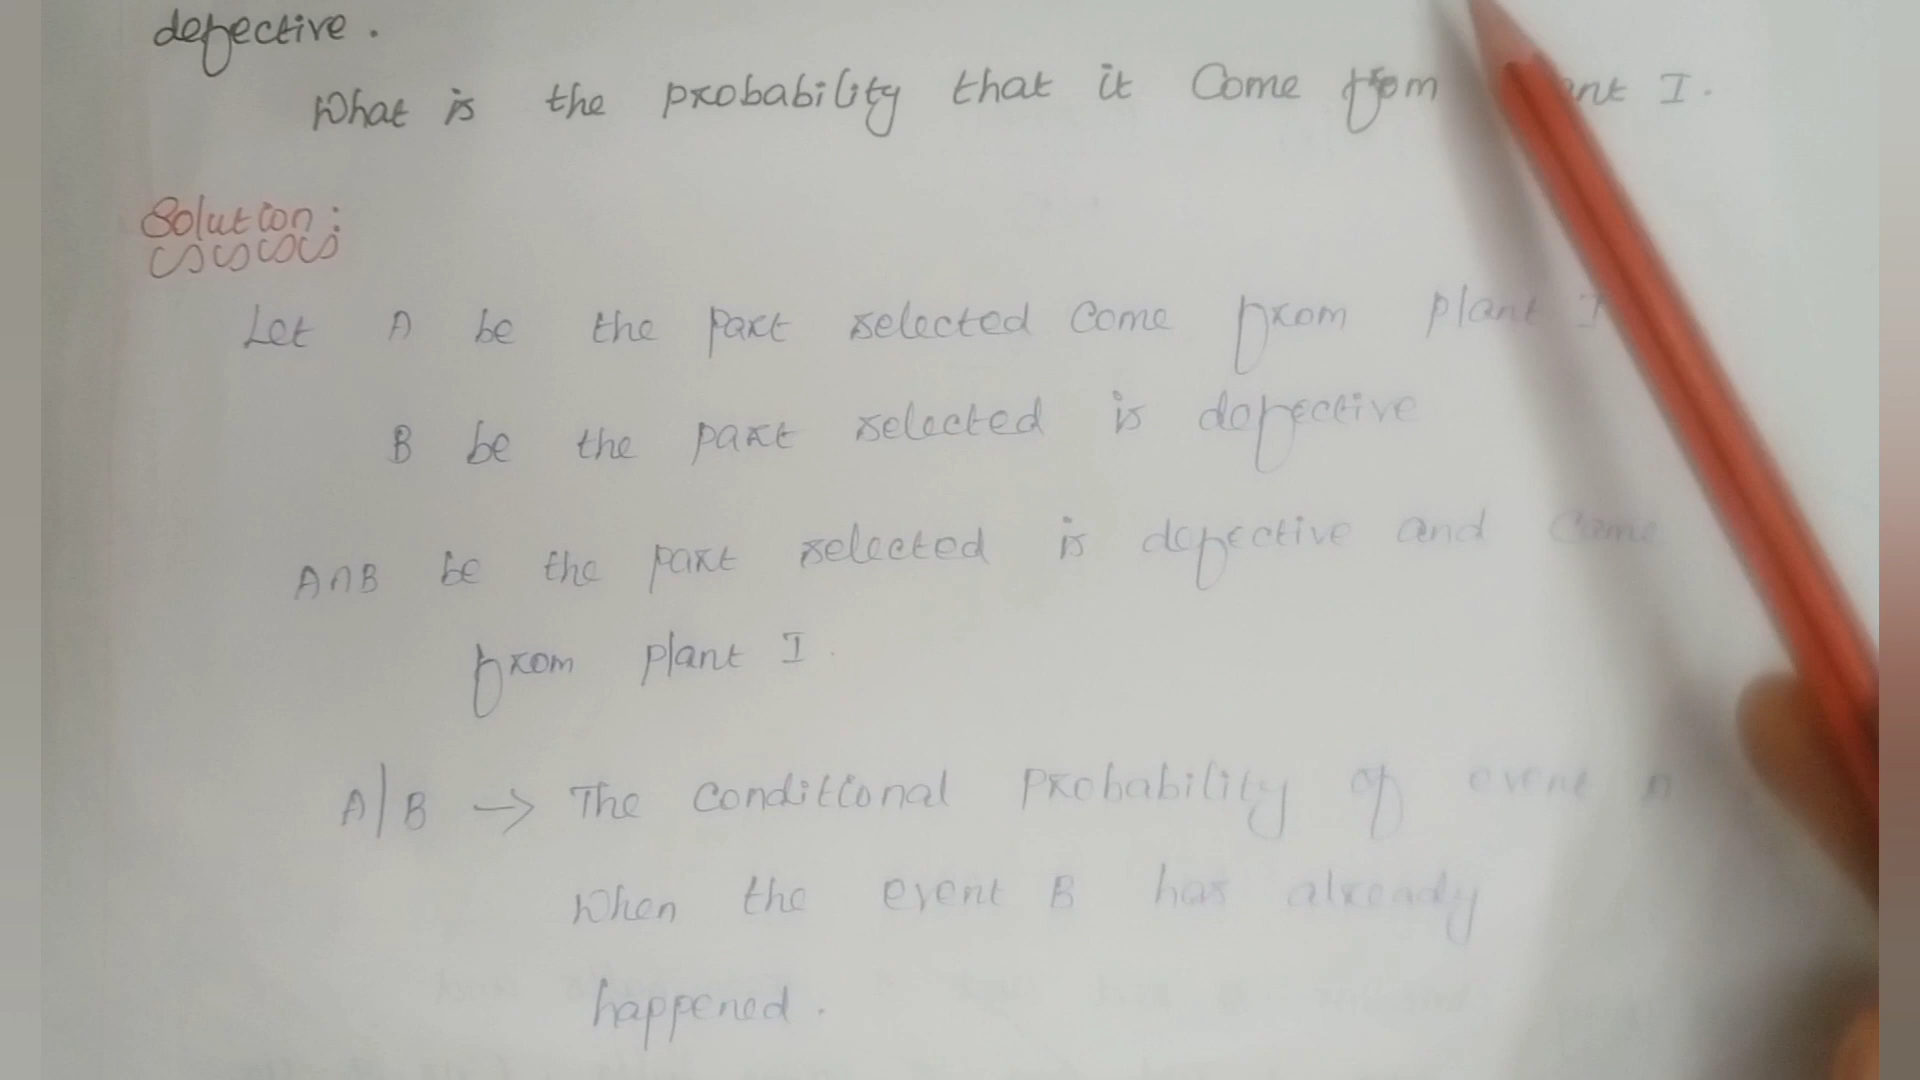 defective.
What is the probability that it Come from I.
Solution:
Let A be the part selected Come from plant I
B be the part selected is defective
A∩B be the part selected is defective and Came
from plant I.
A|B → The conditional probability of event A
When the event B has already
happened.